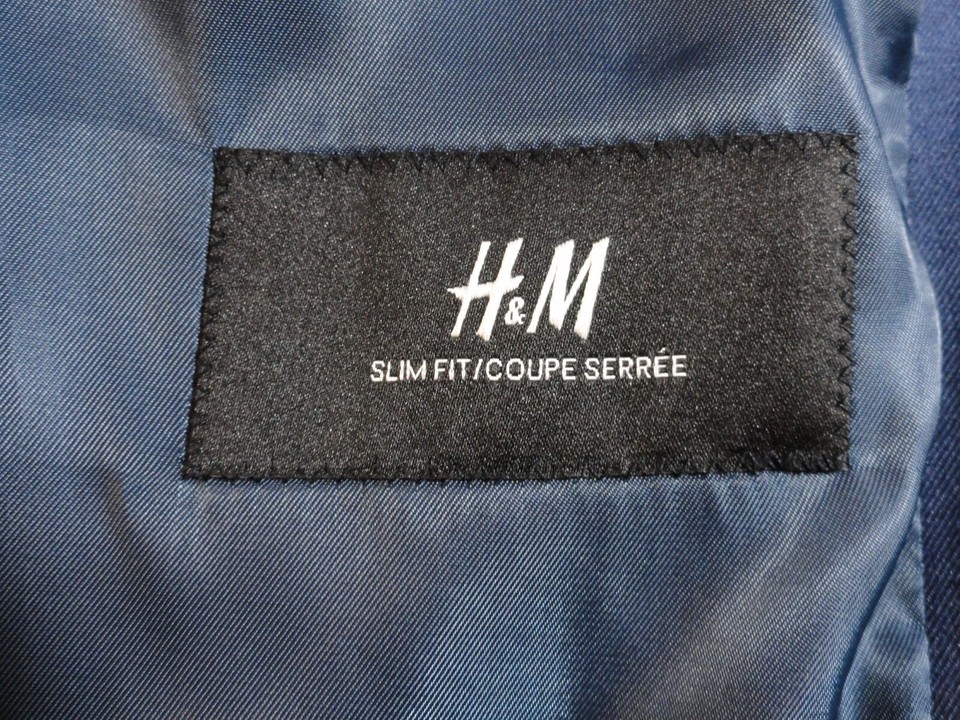 H&M
SLIM FIT/COUPE SERRÉE